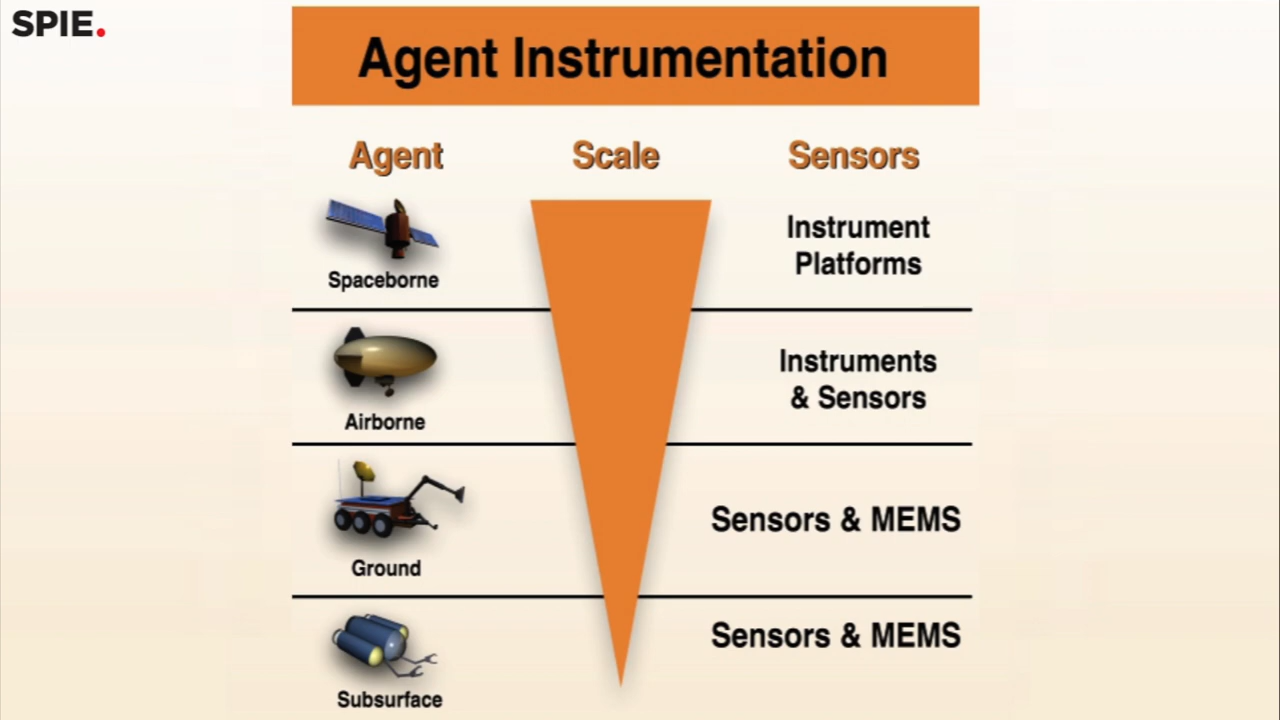 SPIE.
Agent Instrumentation
Agent Scale Sensors
Spaceborne
Instrument
Platforms
Airborne
Instruments
& Sensors
Ground
Sensors & MEMS
Subsurface
Sensors & MEMS